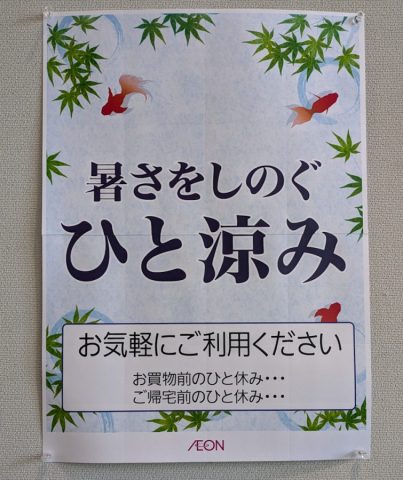 暑さをしのぐ
ひと涼み
お気軽にご利用ください
お買物前のひと休み・・・
ご帰宅前のひと休み・・・
ÆON